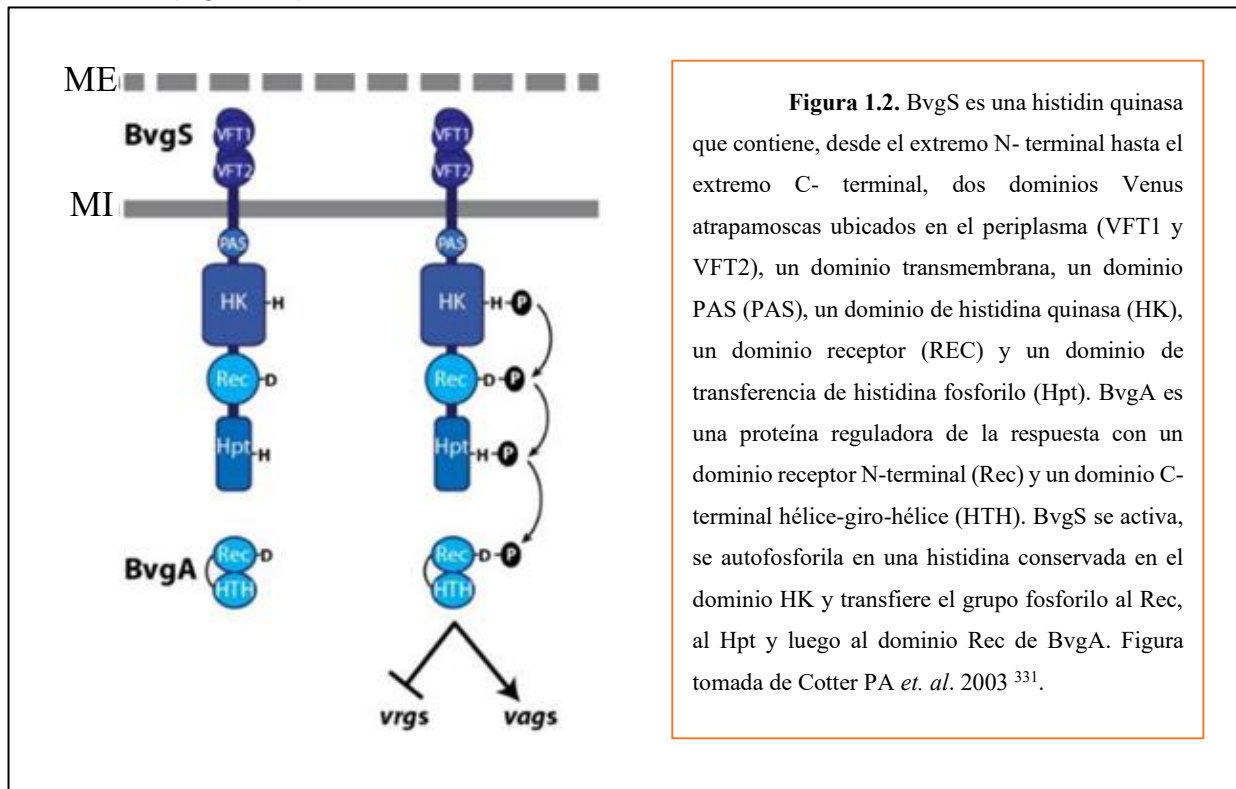 ME
BvgS
VFT1
VFT1
VFT2
VFT2
MI
PAS
PAS
HK
H
HK
H
P
Rec
D
Rec
D
P
Hpt
H
Hpt
H
P
BvgA
Rec
D
Rec
D
P
HTH
HTH
vrgs
vags
Figura 1.2. BvgS es una histidin quinasa
que contiene, desde el extremo N- terminal hasta el
extremo C- terminal, dos dominios Venus
atrapamoscas ubicados en el periplasma (VFT1 y
VFT2), un dominio transmembrana, un dominio
PAS (PAS), un dominio de histidina quinasa (HK),
un dominio receptor (REC) y un dominio de
transferencia de histidina fosforilo (Hpt). BvgA es
una proteína reguladora de la respuesta con un
dominio receptor N-terminal (Rec) y un dominio C-
terminal hélice-giro-hélice (HTH). BvgS se activa,
se autofosforila en una histidina conservada en el
dominio HK y transfiere el grupo fosforilo al Rec,
al Hpt y luego al dominio Rec de BvgA. Figura
tomada de Cotter PA et. al. 2003 331.